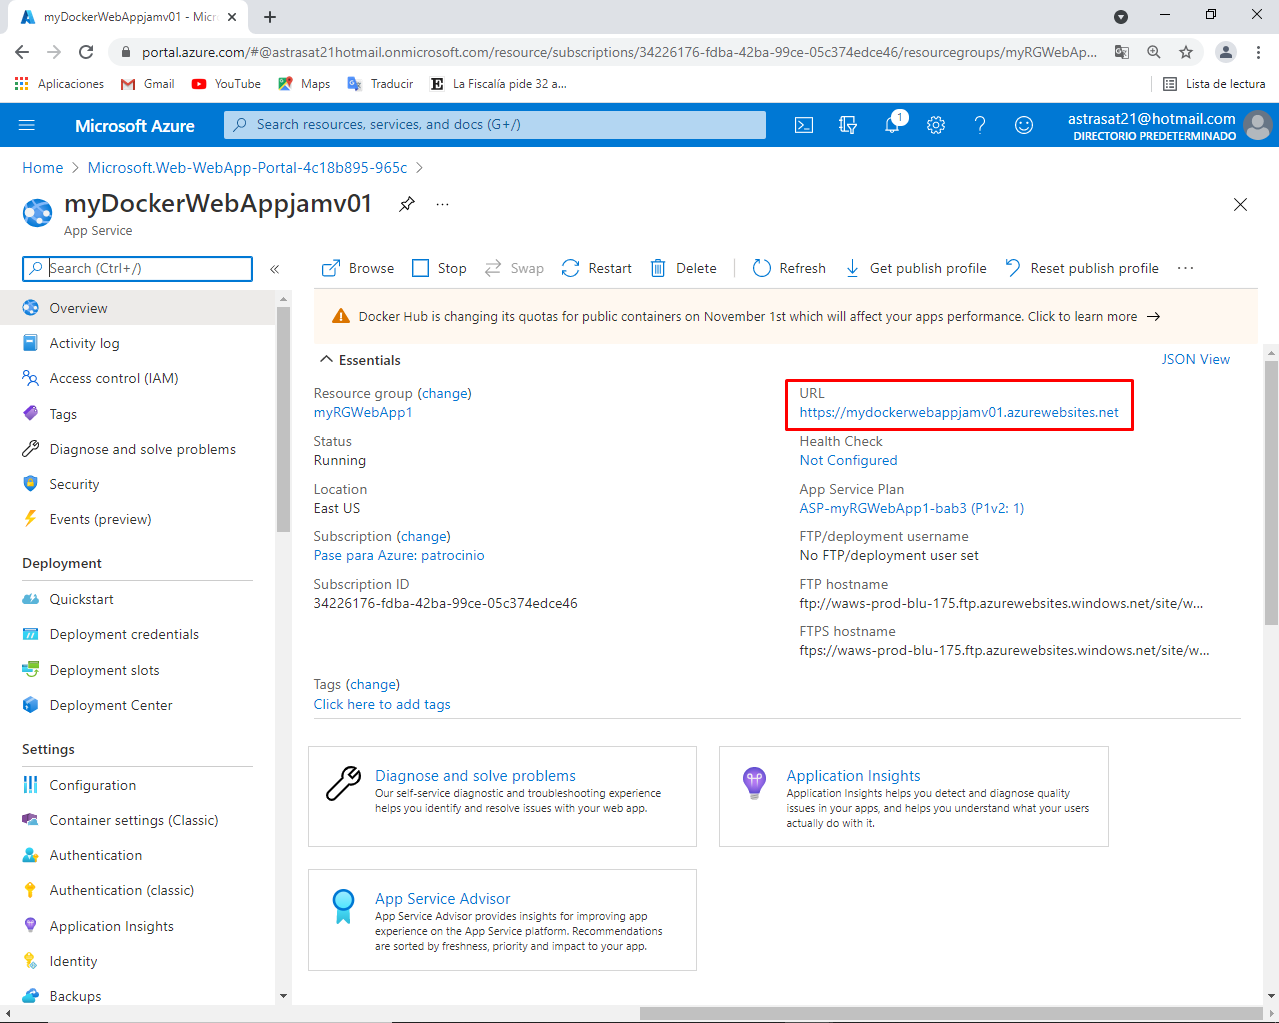 myDockerWebAppjamv01 - Micr
portal.azure.com/#@astrasat21hotmail.onmicrosoft.com/resource/subscriptions/34226176-fdba-42ba-99ce-05c374edce46/resourcegroups/myRGWebAp...
Aplicaciones Gmail YouTube Maps Traducir La Fiscalía pide 32 a... Lista de lectura
Microsoft Azure Search resources, services, and docs (G+/) 1 astrasat21@hotmail.com
DIRECTORIO PREDETERMINADO
Home > Microsoft.Web-WebApp-Portal-4c18b895-965c >
myDockerWebAppjamv01 ...
App Service
Search (Ctrl+/) «
Browse Stop Swap Restart Delete Refresh Get publish profile Reset publish profile ...
Overview
Activity log
Access control (IAM)
Tags
Diagnose and solve problems
Security
Events (preview)
Deployment
Quickstart
Deployment credentials
Deployment slots
Deployment Center
Settings
Configuration
Container settings (Classic)
Authentication
Authentication (classic)
Application Insights
Identity
Backups
Docker Hub is changing its quotas for public containers on November 1st which will affect your apps performance. Click to learn more →
Essentials JSON View
Resource group (change)
myRGWebApp1
Status
Running
Location
East US
Subscription (change)
Pase para Azure: patrocinio
Subscription ID
34226176-fdba-42ba-99ce-05c374edce46
URL
https://mydockerwebappjamv01.azurewebsites.net
Health Check
Not Configured
App Service Plan
ASP-myRGWebApp1-bab3 (P1v2: 1)
FTP/deployment username
No FTP/deployment user set
FTP hostname
ftp://waws-prod-blu-175.ftp.azurewebsites.windows.net/site/w...
FTPS hostname
ftps://waws-prod-blu-175.ftp.azurewebsites.windows.net/site/w...
Tags (change)
Click here to add tags
Diagnose and solve problems
Our self-service diagnostic and troubleshooting experience
helps you identify and resolve issues with your web app.
Application Insights
Application Insights helps you detect and diagnose quality
issues in your apps, and helps you understand what your users
actually do with it.
App Service Advisor
App Service Advisor provides insights for improving app
experience on the App Service platform. Recommendations
are sorted by freshness, priority and impact to your app.